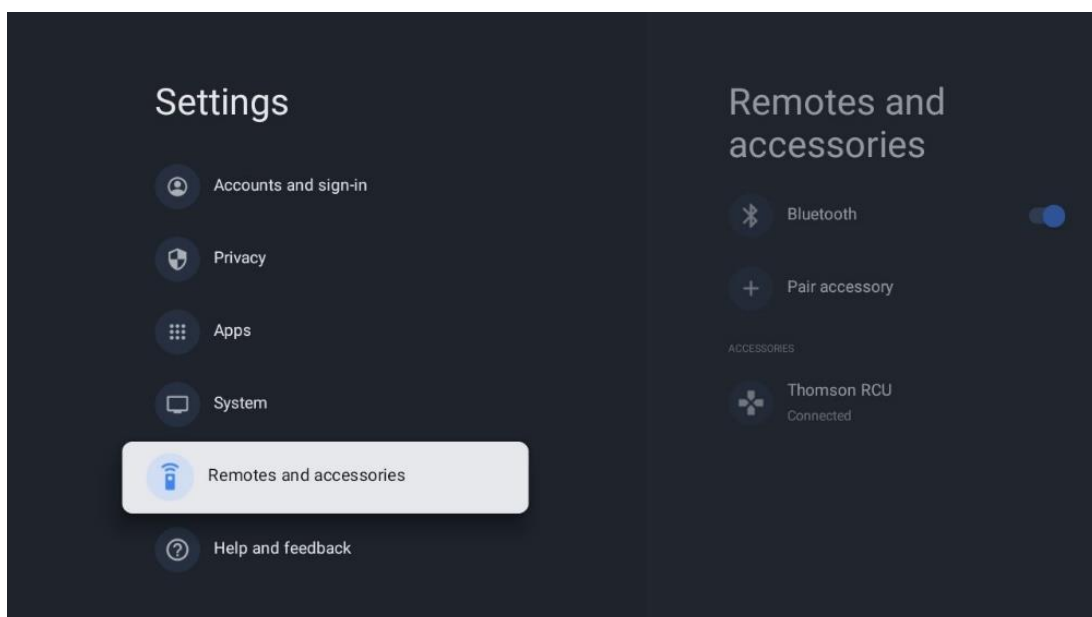 Settings
Accounts and sign-in
Privacy
Apps
System
Remotes and accessories
Help and feedback
Remotes and
accessories
Bluetooth
Pair accessory
ACCESSORIES
Thomson RCU
Connected